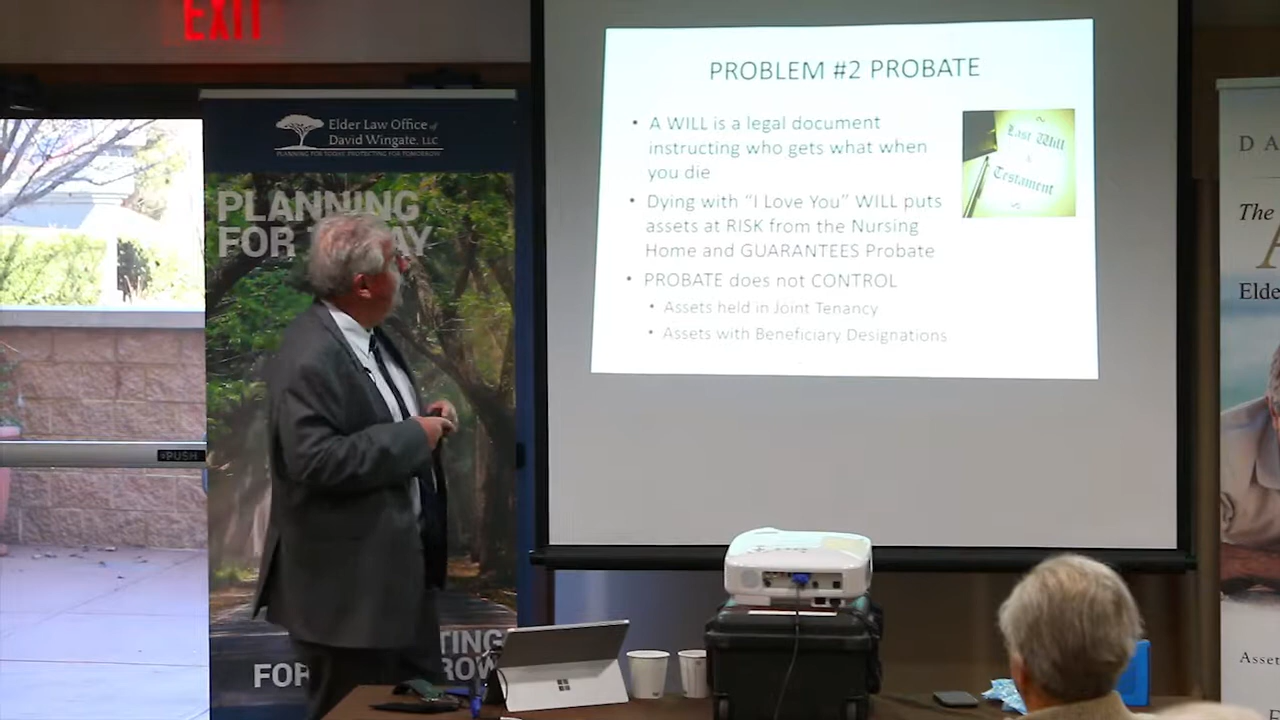 EXIT
Elder Law Office of
David Wingate, LLC
PLANNING FOR TODAY, PROTECTING FOR TOMORROW
PLANNING
FOR
PUSH
TING
FOR
PROBLEM #2 PROBATE
• A WILL is a legal document
instructing who gets what when
you die
• Dying with “I Love You” WILL puts
assets at RISK from the Nursing
Home and GUARANTEES Probate
• PROBATE does not CONTROL
• Assets held in Joint Tenancy
• Assets with Beneficiary Designations
Last Will
&
Testament
D A
The
A
Elde
Asset